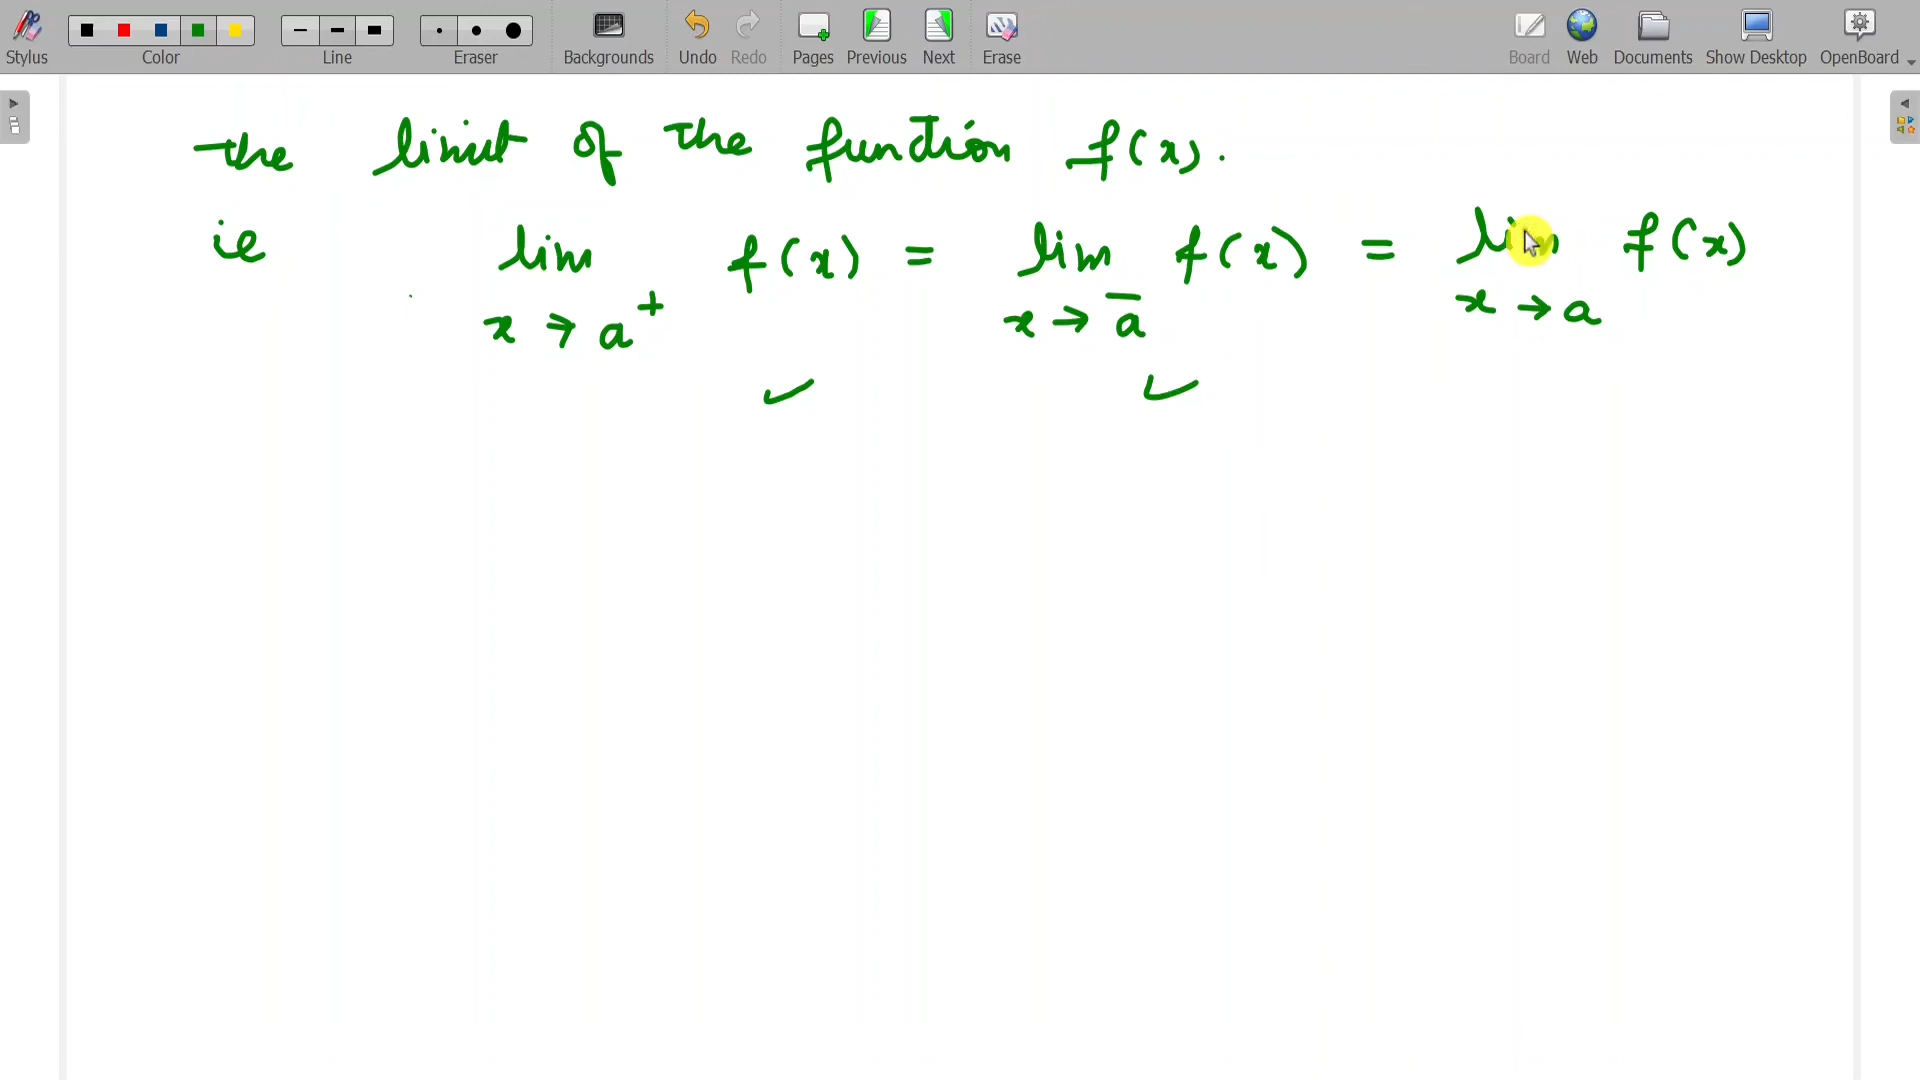 Stylus Color Line Eraser Backgrounds Undo Redo Pages Previous Next Erase Board Web Documents Show Desktop OpenBoard
the limit of the function f(x).
ie lim f(x) = lim f(x) = lim f(x)
x → a⁺ x → a⁻ x → a
✓ ✓